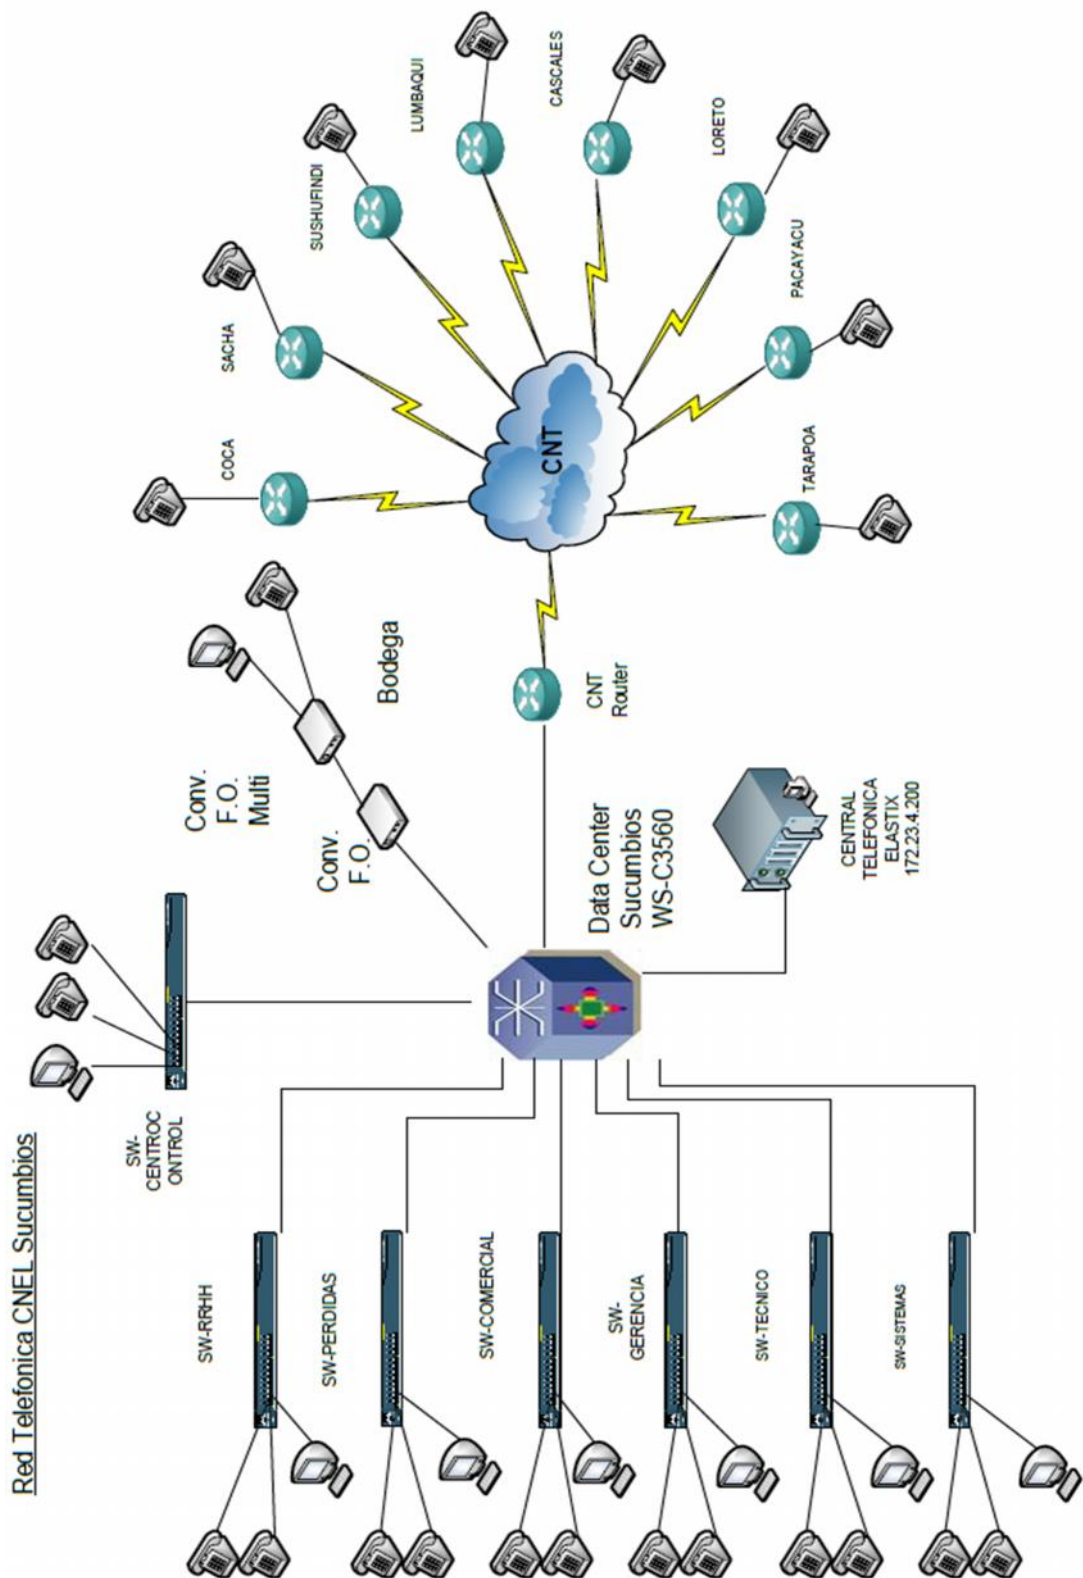 Red Telefonica CNEL Sucumbios
SW-RRHH
SW-PERDIDAS
SW-COMERCIAL
SW-
GERENCIA
SW-TECNICO
SW-SISTEMAS
SW-
CENTROC
ONTROL
Conv.
F.O.
Conv.
F.O.
Multi
Bodega
Data Center
Sucumbios
WS-C3560
CENTRAL
TELEFONICA
ELASTIX
172.23.4.200
CNT
Router
CNT
COCA
SACHA
SUSHUFINDI
LUMBAQUI
CASCALES
LORETO
PACAYACU
TARAPOA